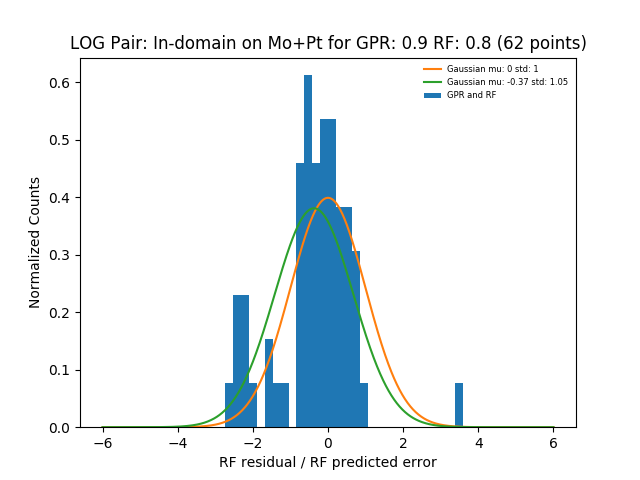 LOG Pair: In-domain on Mo+Pt for GPR: 0.9 RF: 0.8 (62 points)
Gaussian mu: 0 std: 1
Gaussian mu: -0.37 std: 1.05
GPR and RF
Normalized Counts
0.6
0.5
0.4
0.3
0.2
0.1
0.0
−6 −4 −2 0 2 4 6
RF residual / RF predicted error